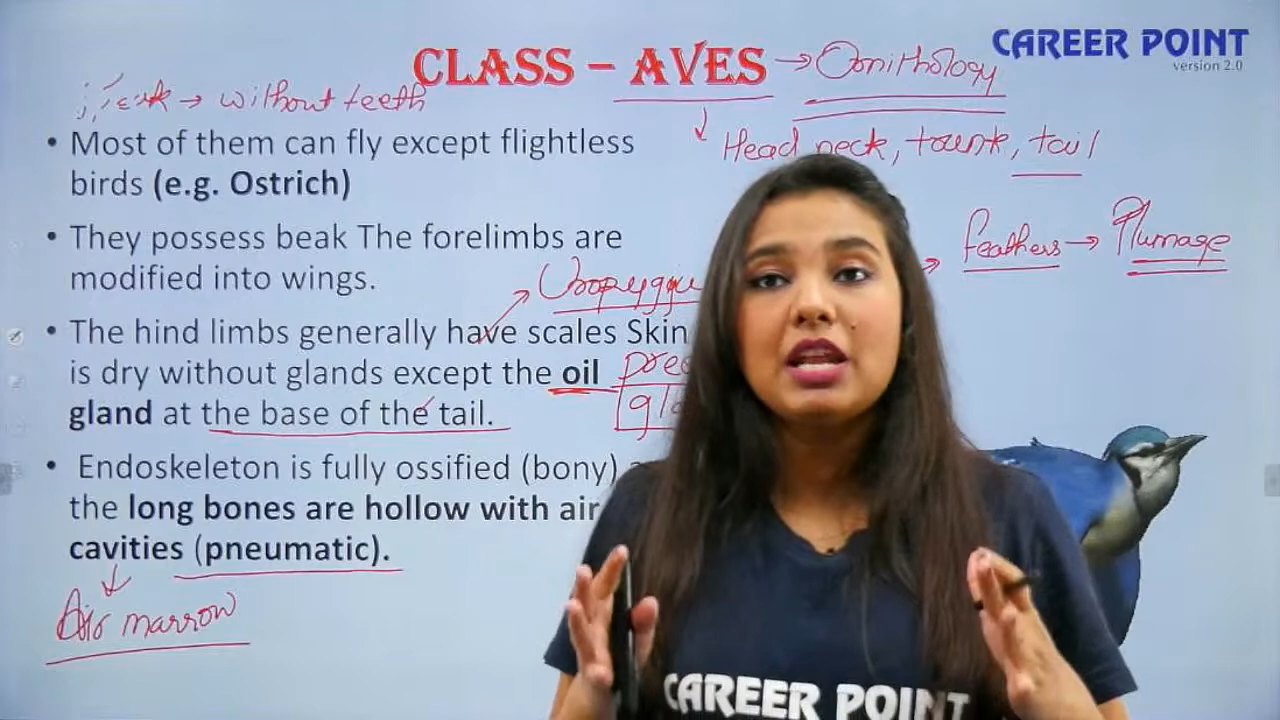 CLASS – AVES → Ornithology
CAREER POINT
version 2.0
→ without teeth
Head neck, trunk, tail
• Most of them can fly except flightless
birds (e.g. Ostrich)
feathers → Plumage
• They possess beak The forelimbs are
modified into wings.
• The hind limbs generally have scales Skin
is dry without glands except the oil
gland at the base of the tail.
• Endoskeleton is fully ossified (bony)
the long bones are hollow with air
cavities (pneumatic).
Air marrow
CAREER POINT